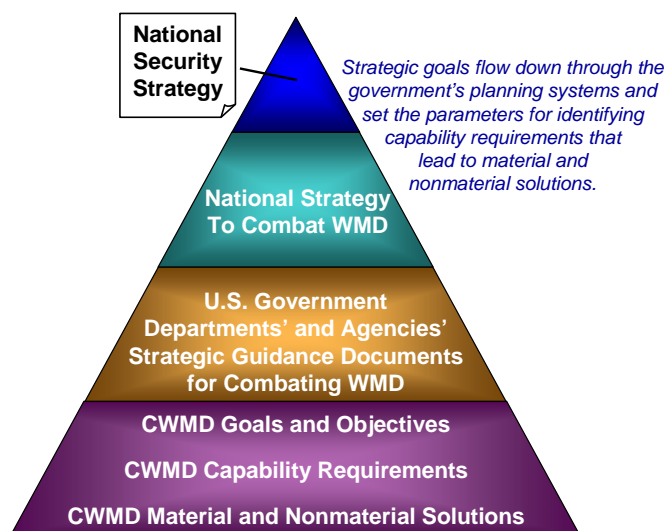 National
Security
Strategy
Strategic goals flow down through the
government’s planning systems and
set the parameters for identifying
capability requirements that
lead to material and
nonmaterial solutions.
National Strategy
To Combat WMD
U.S. Government
Departments’ and Agencies’
Strategic Guidance Documents
for Combating WMD
CWMD Goals and Objectives
CWMD Capability Requirements
CWMD Material and Nonmaterial Solutions